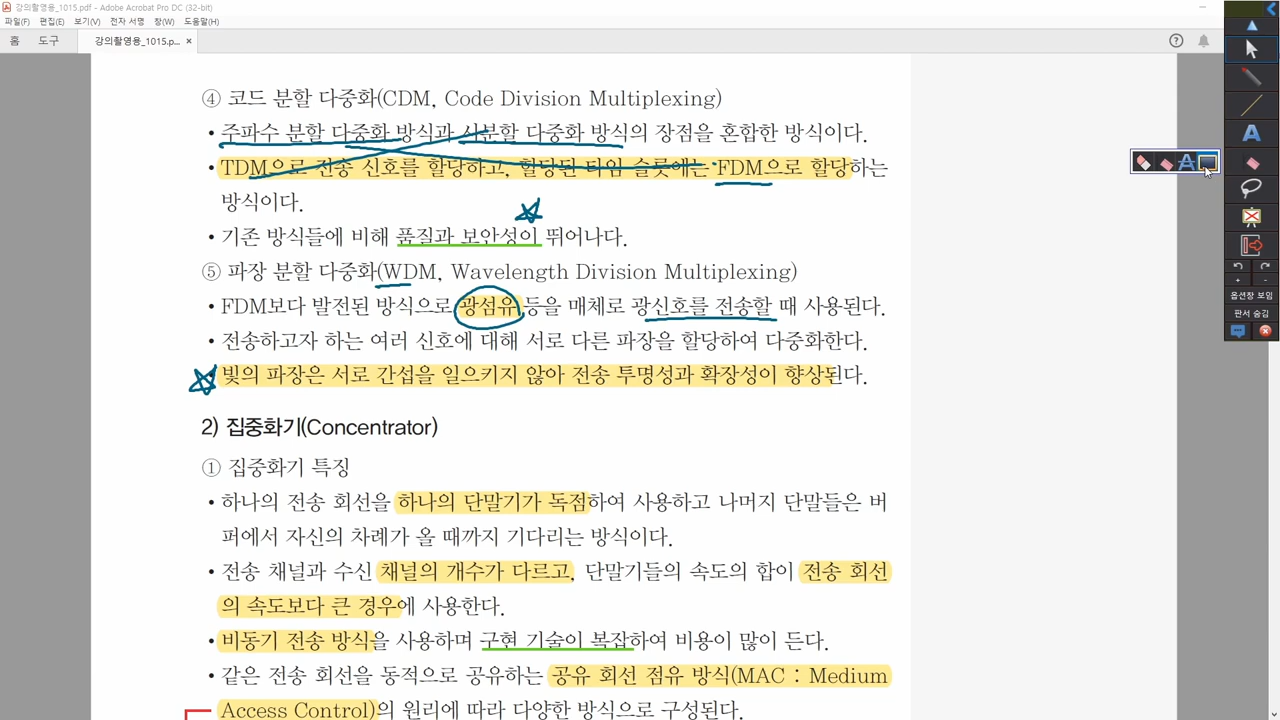 강의촬영용_1015.pdf - Adobe Acrobat Pro DC (32-bit)
파일(F) 편집(E) 보기(V) 전자 서명 창(W) 도움말(H)
홈 도구 강의촬영용_1015.p... ×
④ 코드 분할 다중화(CDM, Code Division Multiplexing)
• 주파수 분할 다중화 방식과 시분할 다중화 방식의 장점을 혼합한 방식이다.
• TDM으로 전송 신호를 할당하고, 할당된 타임 슬롯에는 FDM으로 할당하는
방식이다.
• 기존 방식들에 비해 품질과 보안성이 뛰어나다.
⑤ 파장 분할 다중화(WDM, Wavelength Division Multiplexing)
• FDM보다 발전된 방식으로 광섬유 등을 매체로 광신호를 전송할 때 사용된다.
• 전송하고자 하는 여러 신호에 대해 서로 다른 파장을 할당하여 다중화한다.
• 빛의 파장은 서로 간섭을 일으키지 않아 전송 투명성과 확장성이 향상된다.
2) 집중화기(Concentrator)
① 집중화기 특징
• 하나의 전송 회선을 하나의 단말기가 독점하여 사용하고 나머지 단말들은 버
퍼에서 자신의 차례가 올 때까지 기다리는 방식이다.
• 전송 채널과 수신 채널의 개수가 다르고, 단말기들의 속도의 합이 전송 회선
의 속도보다 큰 경우에 사용한다.
• 비동기 전송 방식을 사용하며 구현 기술이 복잡하여 비용이 많이 든다.
• 같은 전송 회선을 동적으로 공유하는 공유 회선 점유 방식(MAC : Medium
Access Control)의 원리에 따라 다양한 방식으로 구성된다.
A
A
- +
옵션장 보임
판서 숨김